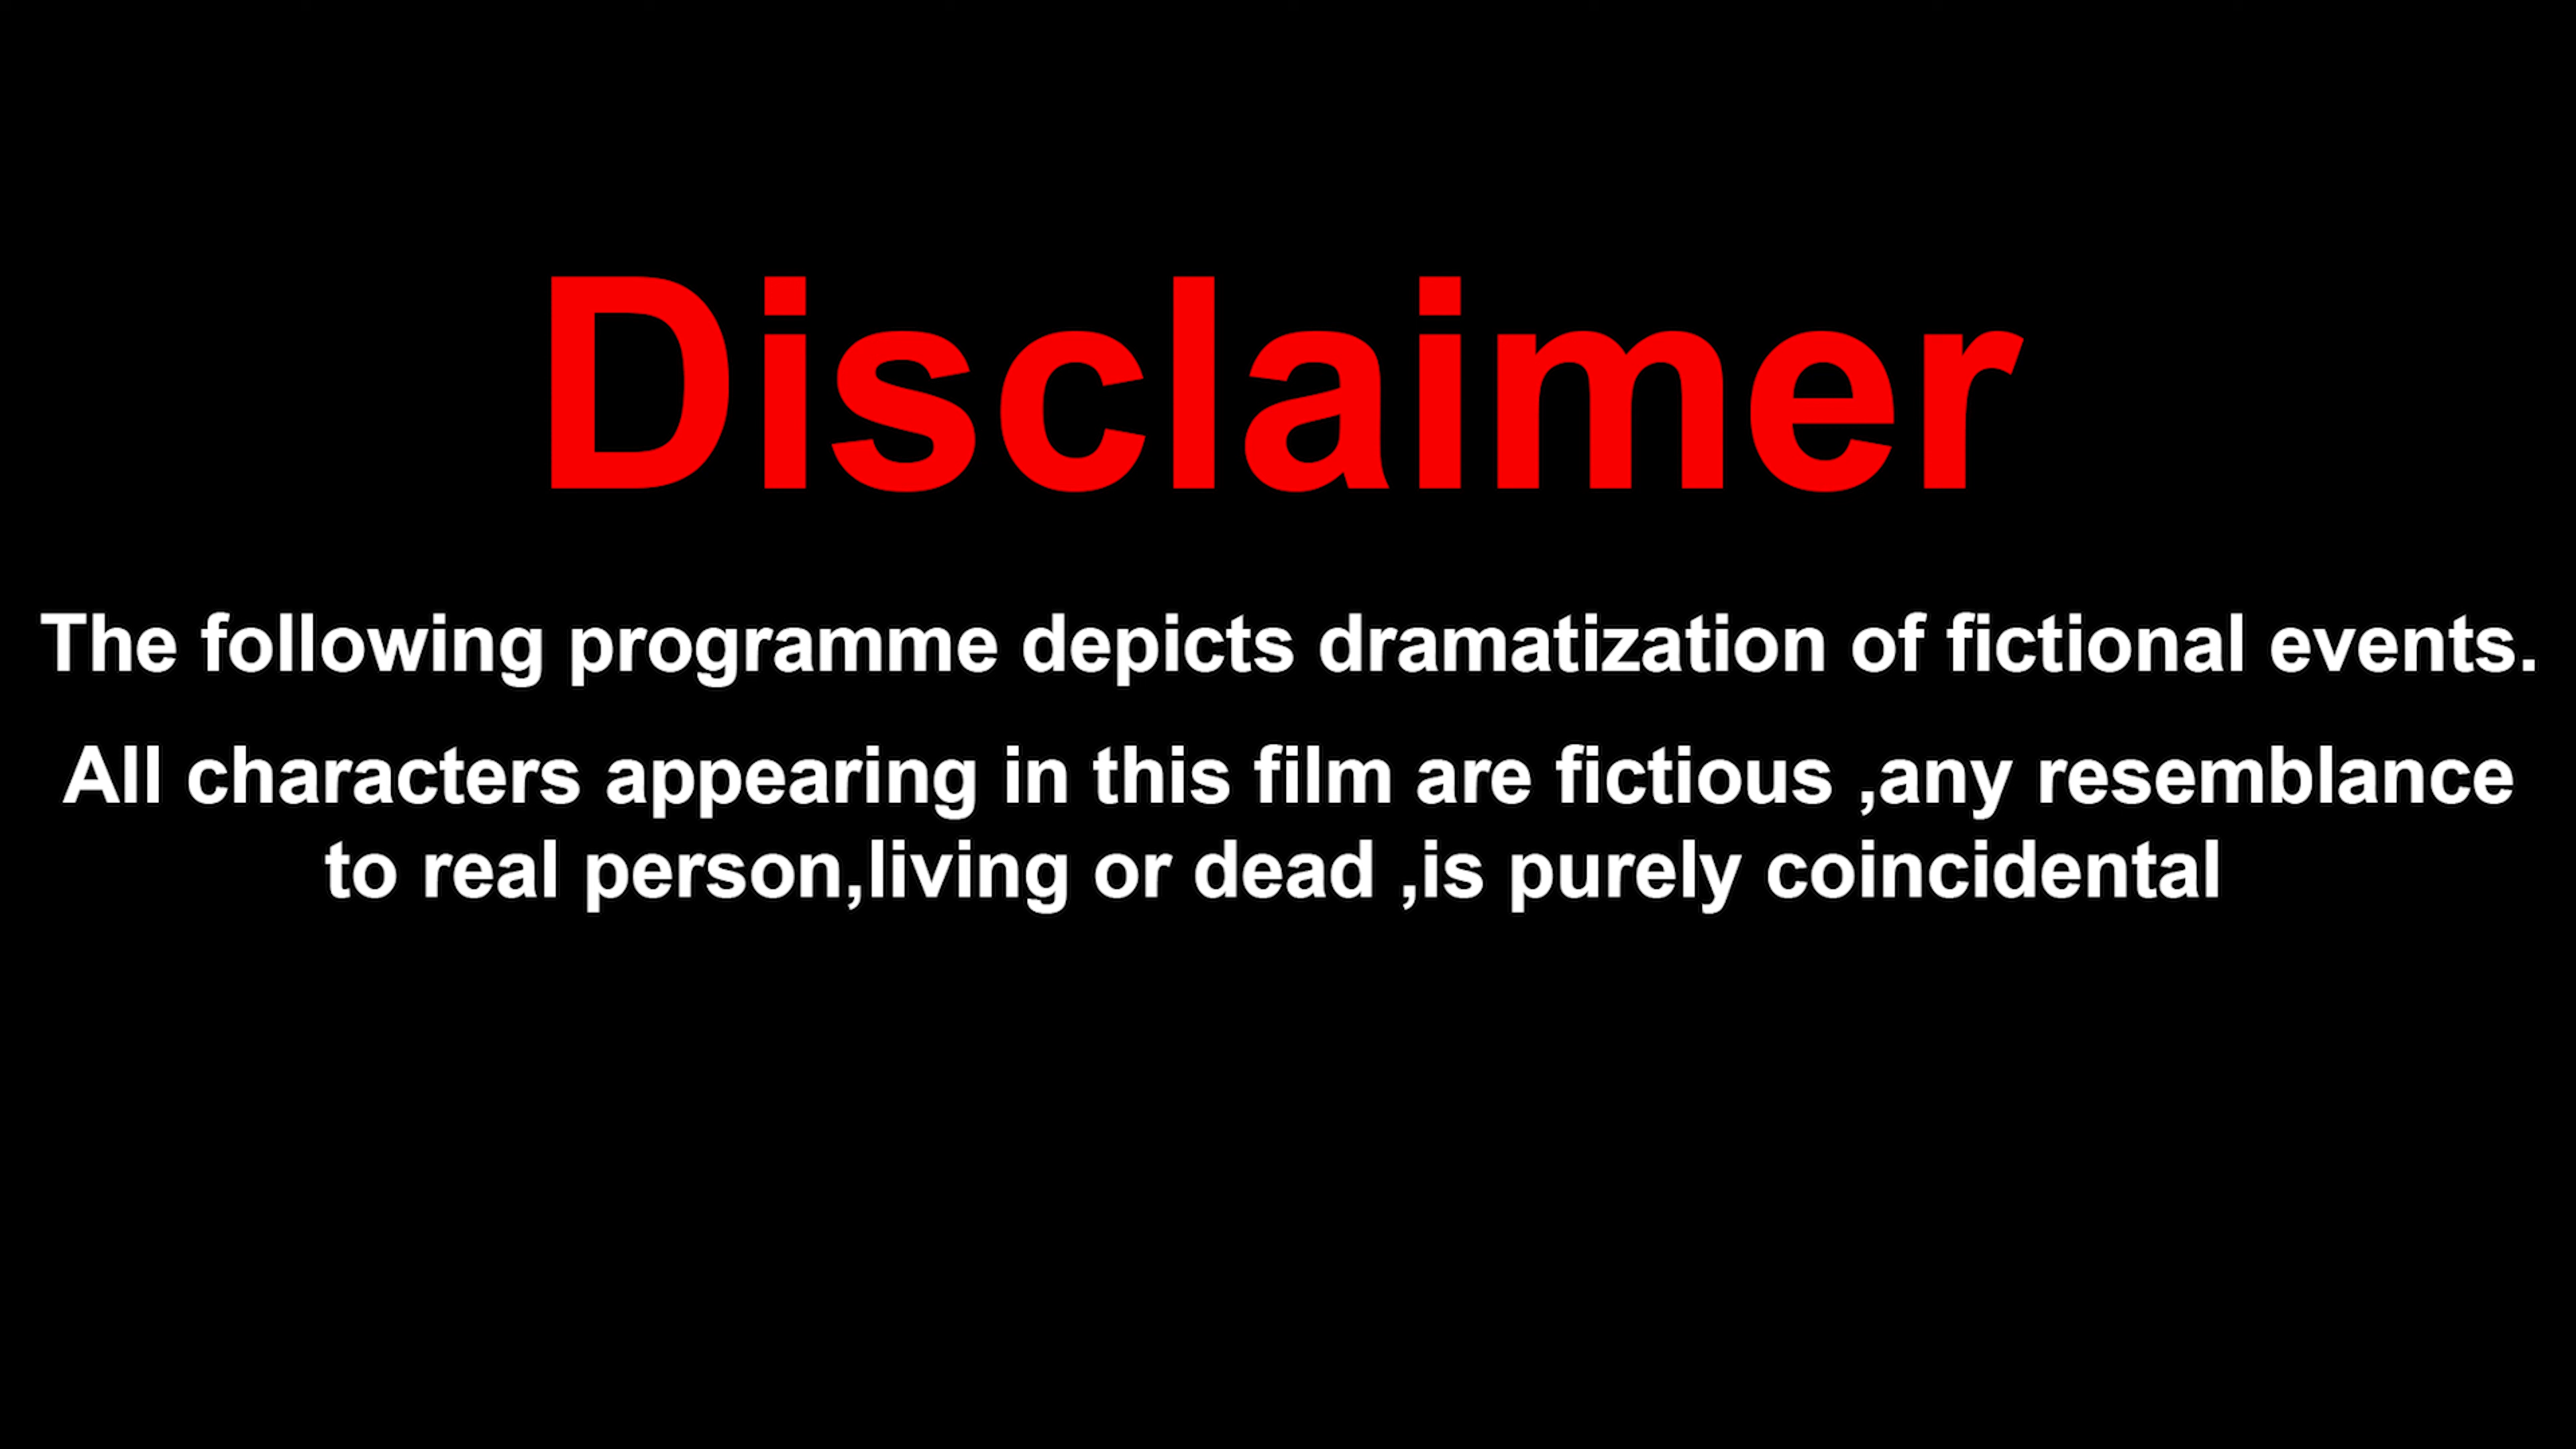 Disclaimer
The following programme depicts dramatization of fictional events.
All characters appearing in this film are fictious ,any resemblance
to real person,living or dead ,is purely coincidental